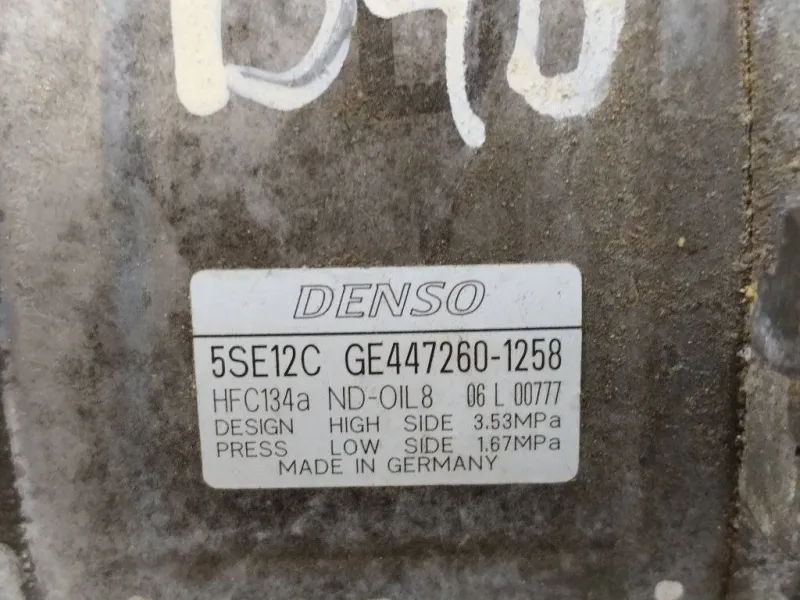 D40
DENSO
5SE12C GE447260-1258
HFC134a ND-OIL8 06 L 00777
DESIGN HIGH SIDE 3.53MPa
PRESS LOW SIDE 1.67MPa
MADE IN GERMANY